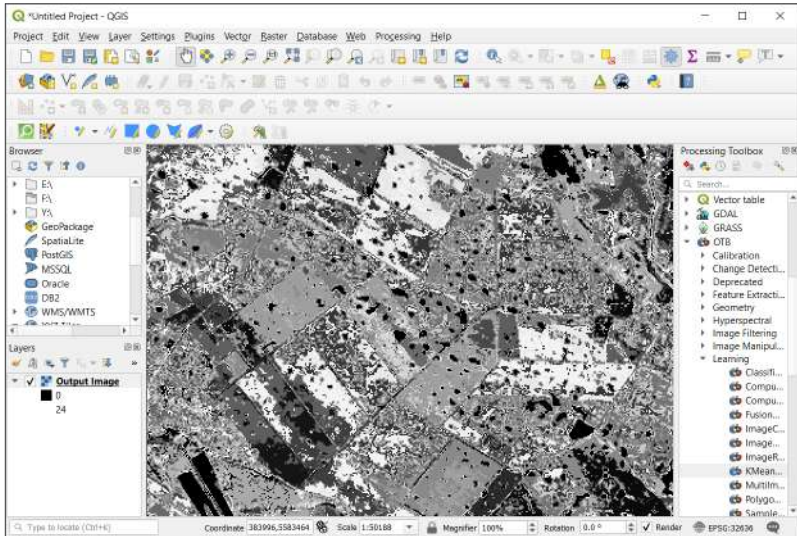 *Untitled Project - QGIS
Project Edit View Layer Settings Plugins Vector Raster Database Web Processing Help
Browser
E:\
F:\
Y:\
GeoPackage
SpatiaLite
PostGIS
MSSQL
Oracle
DB2
WMS/WMTS
Layers
Output Image
0
24
Processing Toolbox
Search...
Vector table
GDAL
GRASS
OTB
Calibration
Change Detecti...
Deprecated
Feature Extracti...
Geometry
Hyperspectral
Image Filtering
Image Manipul...
Learning
Classifi...
Compu...
Compu...
Fusion...
ImageC...
Image...
ImageR...
KMean...
MultiIm...
Polygo...
Sample...
Type to locate (Ctrl+K) Coordinate 383996,5583464 Scale 1:50188 Magnifier 100% Rotation 0.0 ° Render EPSG:32636